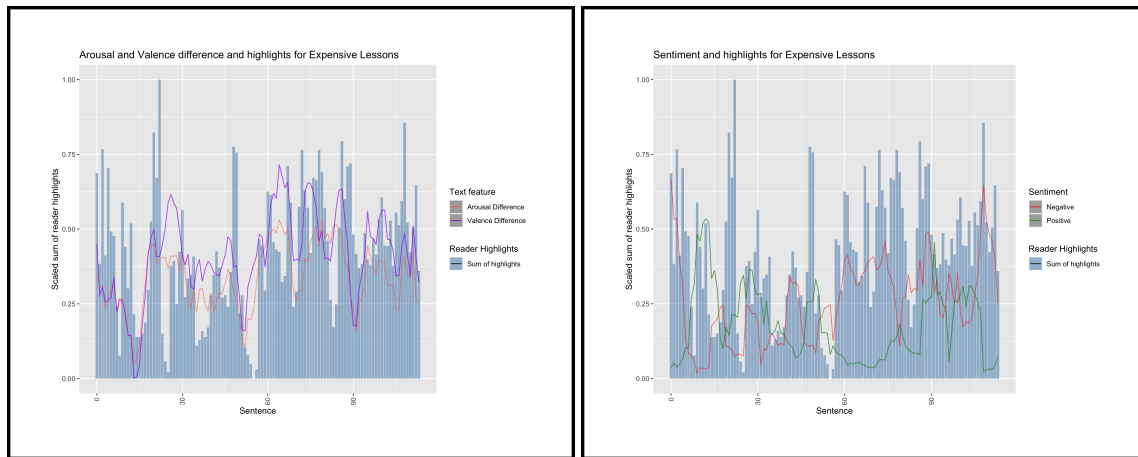 Arousal and Valence difference and highlights for Expensive Lessons
1.00
0.75
0.50
0.25
0.00
Scaled sum of reader highlights
0
30
60
90
Sentence
Text feature
Arousal Difference
Valence Difference
Reader Highlights
Sum of highlights
Sentiment and highlights for Expensive Lessons
1.00
0.75
0.50
0.25
0.00
Scaled sum of reader highlights
0
30
60
90
Sentence
Sentiment
Negative
Positive
Reader Highlights
Sum of highlights